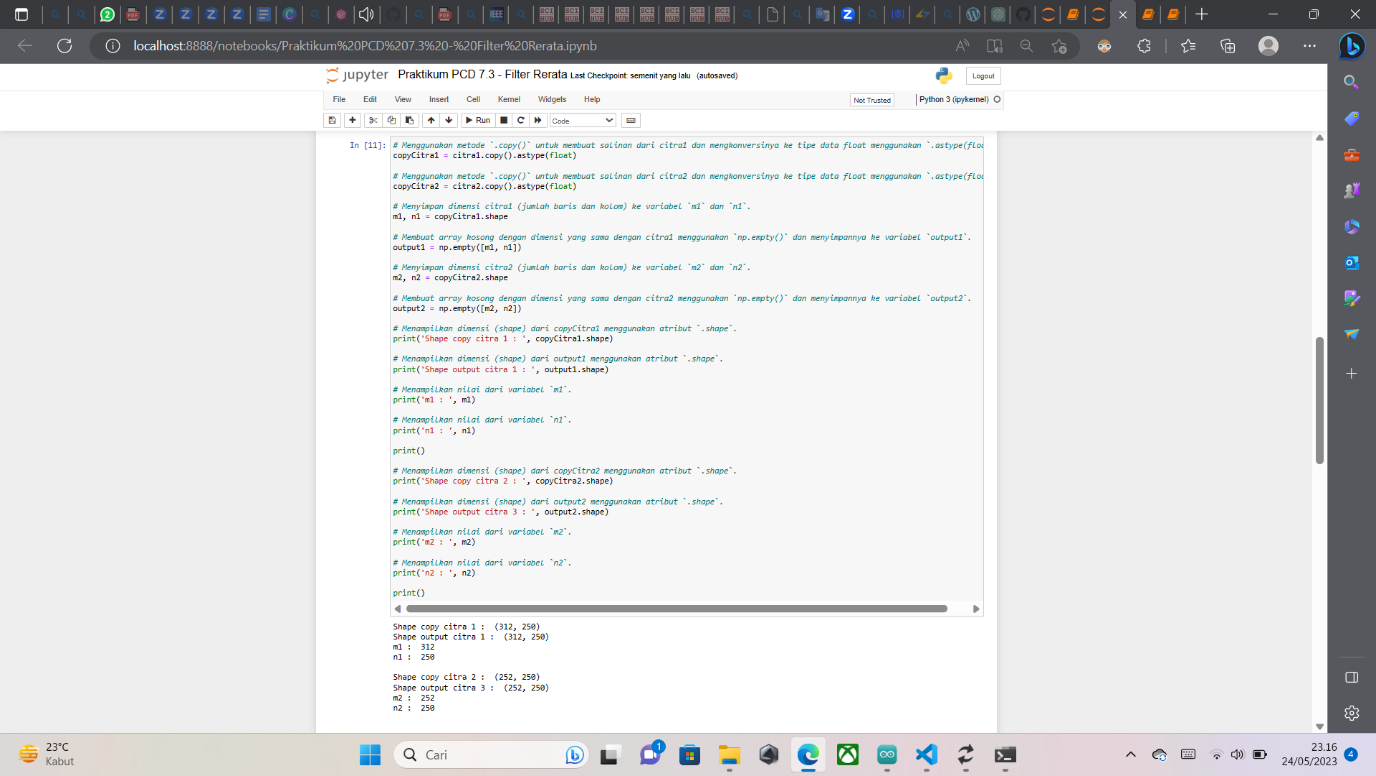 localhost:8888/notebooks/Praktikum%20PCD%207.3%20-%20Filter%20Rerata.ipynb
jupyter Praktikum PCD 7.3 - Filter Rerata Last Checkpoint: semenit yang lalu (autosaved)
Logout
File Edit View Insert Cell Kernel Widgets Help
Not Trusted
Python 3 (ipykernel)
Run
Code
In [11]:
# Menggunakan metode `.copy()` untuk membuat salinan dari citra1 dan mengkonversinya ke tipe data float menggunakan `.astype(floa
copyCitra1 = citra1.copy().astype(float)
# Menggunakan metode `.copy()` untuk membuat salinan dari citra2 dan mengkonversinya ke tipe data float menggunakan `.astype(floa
copyCitra2 = citra2.copy().astype(float)
# Menyimpan dimensi citra1 (jumlah baris dan kolom) ke variabel `m1` dan `n1`.
m1, n1 = copyCitra1.shape
# Membuat array kosong dengan dimensi yang sama dengan citra1 menggunakan `np.empty()` dan menyimpannya ke variabel `output1`.
output1 = np.empty([m1, n1])
# Menyimpan dimensi citra2 (jumlah baris dan kolom) ke variabel `m2` dan `n2`.
m2, n2 = copyCitra2.shape
# Membuat array kosong dengan dimensi yang sama dengan citra2 menggunakan `np.empty()` dan menyimpannya ke variabel `output2`.
output2 = np.empty([m2, n2])
# Menampilkan dimensi (shape) dari copyCitra1 menggunakan atribut `.shape`.
print('Shape copy citra 1 : ', copyCitra1.shape)
# Menampilkan dimensi (shape) dari output1 menggunakan atribut `.shape`.
print('Shape output citra 1 : ', output1.shape)
# Menampilkan nilai dari variabel `m1`.
print('m1 : ', m1)
# Menampilkan nilai dari variabel `n1`.
print('n1 : ', n1)
print()
# Menampilkan dimensi (shape) dari copyCitra2 menggunakan atribut `.shape`.
print('Shape copy citra 2 : ', copyCitra2.shape)
# Menampilkan dimensi (shape) dari output2 menggunakan atribut `.shape`.
print('Shape output citra 3 : ', output2.shape)
# Menampilkan nilai dari variabel `m2`.
print('m2 : ', m2)
# Menampilkan nilai dari variabel `n2`.
print('n2 : ', n2)
print()
Shape copy citra 1 :  (312, 250)
Shape output citra 1 :  (312, 250)
m1 :  312
n1 :  250
Shape copy citra 2 :  (252, 250)
Shape output citra 3 :  (252, 250)
m2 :  252
n2 :  250
23°C
Kabut
Cari
1
23.16
24/05/2023
4